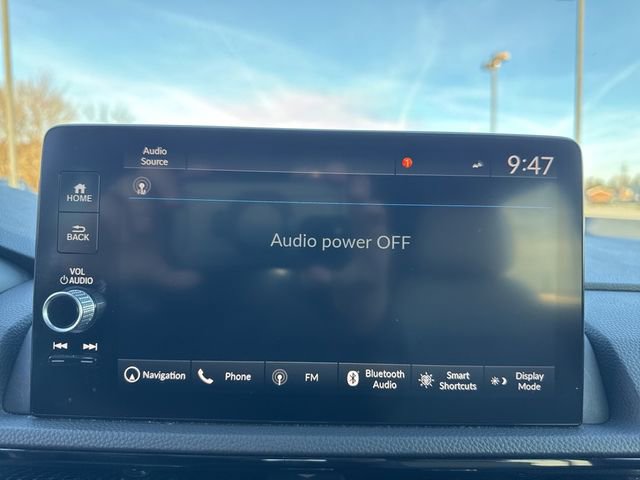 Audio
Source
9:47
HOME
BACK
Audio power OFF
VOL
AUDIO
Navigation
Phone
FM
Bluetooth
Audio
Smart
Shortcuts
Display
Mode